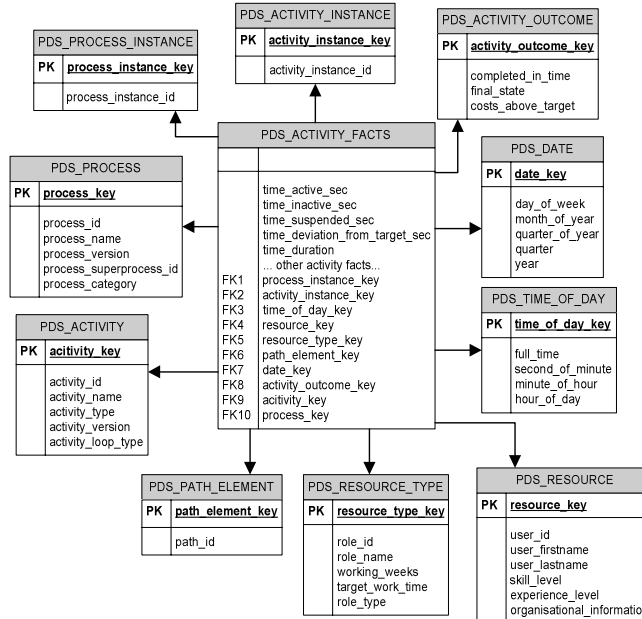 PDS_PROCESS_INSTANCE
PK process_instance_key
process_instance_id
PDS_ACTIVITY_INSTANCE
PK activity_instance_key
activity_instance_id
PDS_ACTIVITY_OUTCOME
PK activity_outcome_key
completed_in_time
final_state
costs_above_target
PDS_PROCESS
PK process_key
process_id
process_name
process_version
process_superprocess_id
process_category
PDS_ACTIVITY_FACTS
time_active_sec
time_inactive_sec
time_suspended_sec
time_deviation_from_target_sec
time_duration
... other activity facts...
FK1 process_instance_key
FK2 activity_instance_key
FK3 time_of_day_key
FK4 resource_key
FK5 resource_type_key
FK6 path_element_key
FK7 date_key
FK8 activity_outcome_key
FK9 acitivity_key
FK10 process_key
PDS_DATE
PK date_key
day_of_week
month_of_year
quarter_of_year
quarter
year
PDS_ACTIVITY
PK acitivity_key
activity_id
activity_name
activity_type
activity_version
activity_loop_type
PDS_TIME_OF_DAY
PK time_of_day_key
full_time
second_of_minute
minute_of_hour
hour_of_day
PDS_PATH_ELEMENT
PK path_element_key
path_id
PDS_RESOURCE_TYPE
PK resource_type_key
role_id
role_name
working_weeks
target_work_time
role_type
PDS_RESOURCE
PK resource_key
user_id
user_firstname
user_lastname
skill_level
experience_level
organisational_informatio